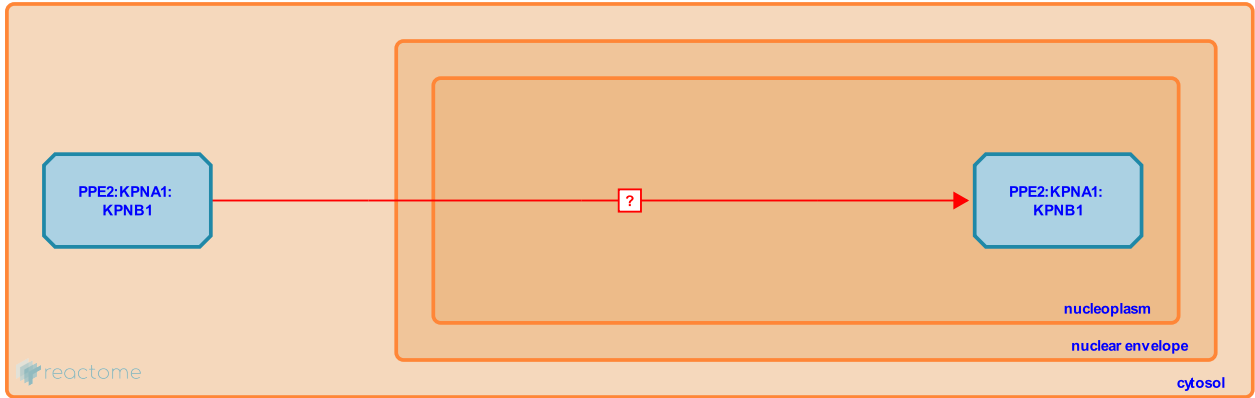 PPE2:KPNA1:
KPNB1
?
PPE2:KPNA1:
KPNB1
nucleoplasm
nuclear envelope
reactome
cytosol